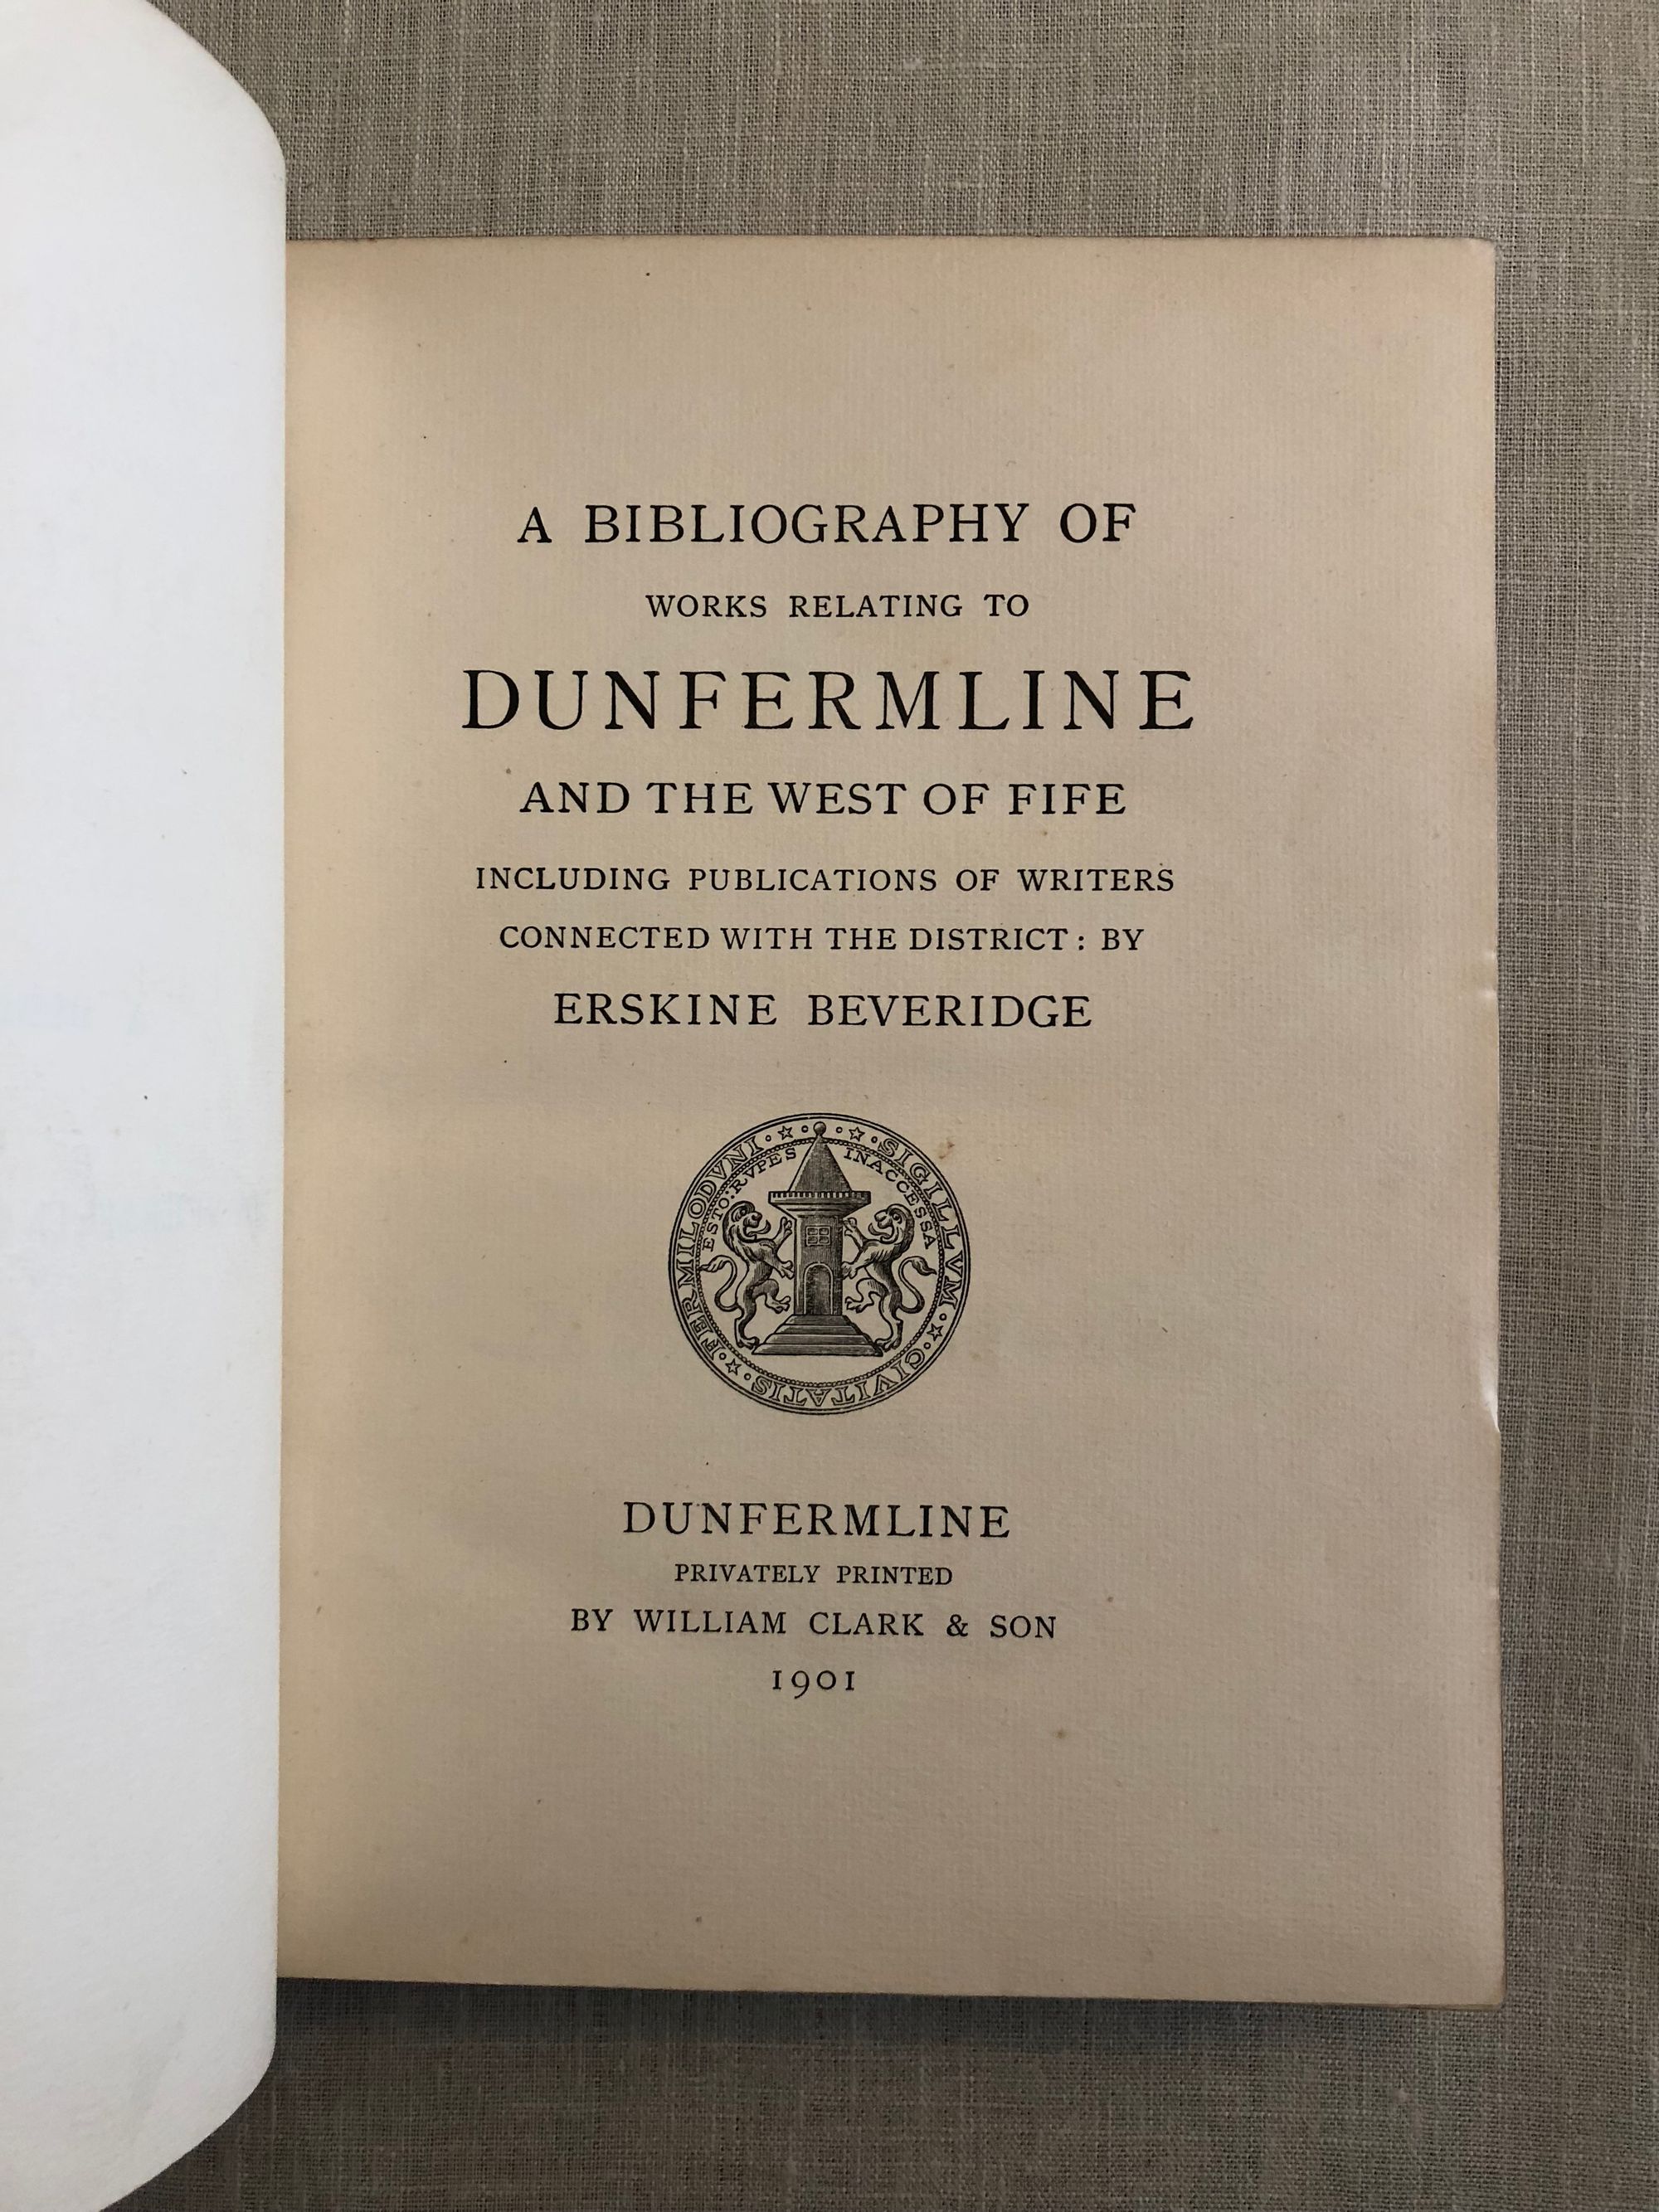 A BIBLIOGRAPHY OF
WORKS RELATING TO
DUNFERMLINE
AND THE WEST OF FIFE
INCLUDING PUBLICATIONS OF WRITERS
CONNECTED WITH THE DISTRICT : BY
ERSKINE BEVERIDGE
SIGILLVM · CIVITATIS · FERMILODVNI
ESTO: RVPES INACCESSA
DUNFERMLINE
PRIVATELY PRINTED
BY WILLIAM CLARK & SON
1901